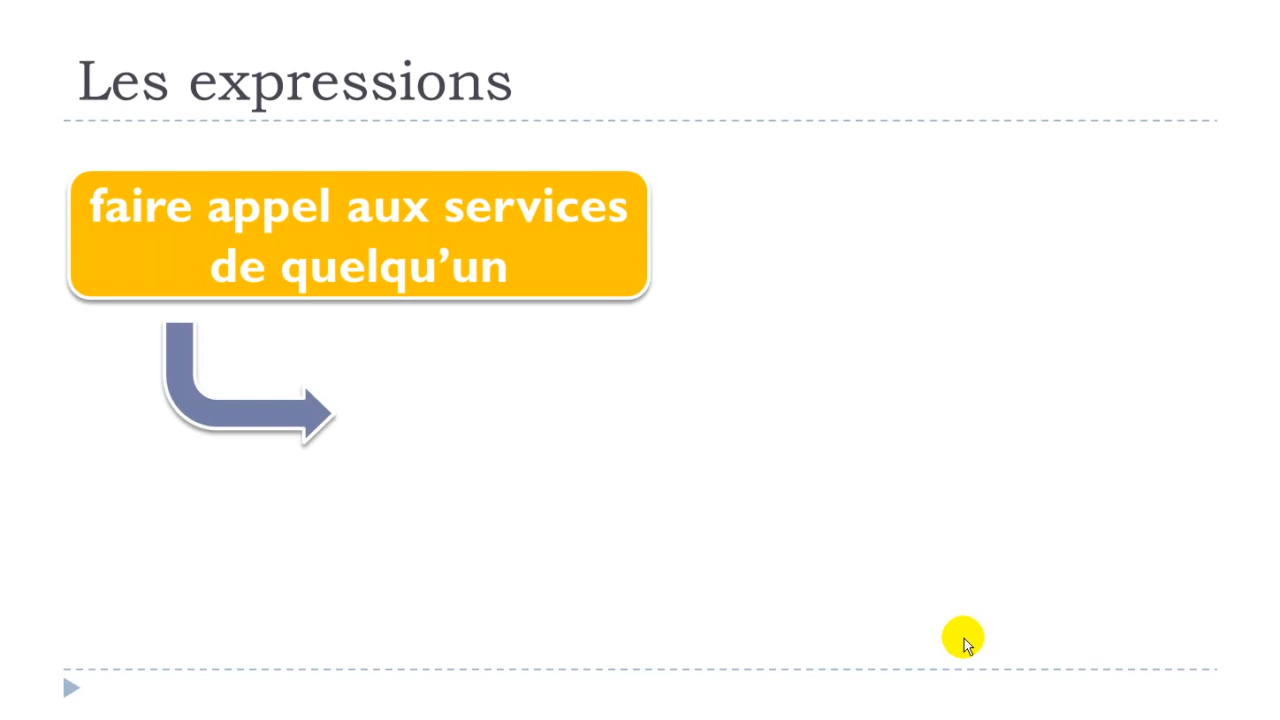 Les expressions
faire appel aux services
de quelqu’un